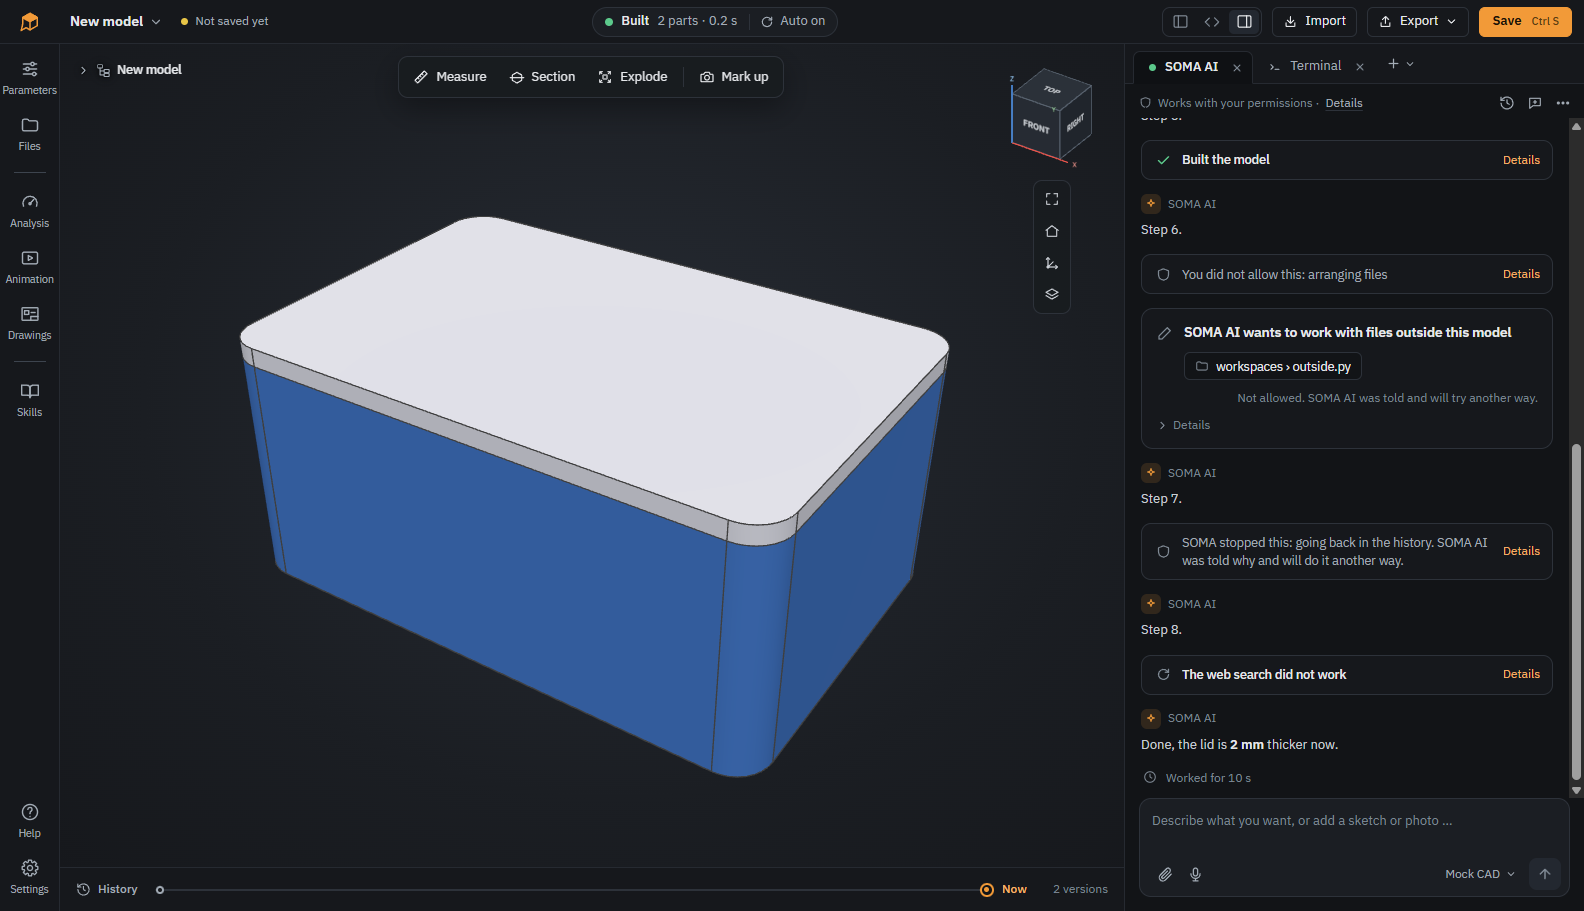 New model
Not saved yet
Built 2 parts · 0.2 s
Auto on
Import
Export
Save Ctrl S
Parameters
Files
Analysis
Animation
Drawings
Skills
Help
Settings
New model
Measure
Section
Explode
Mark up
Z
TOP
Y
FRONT
RIGHT
X
History
Now
2 versions
SOMA AI
Terminal
Works with your permissions · Details
Built the model
Details
SOMA AI
Step 6.
You did not allow this: arranging files
Details
SOMA AI wants to work with files outside this model
workspaces › outside.py
Not allowed. SOMA AI was told and will try another way.
Details
SOMA AI
Step 7.
SOMA stopped this: going back in the history. SOMA AI
was told why and will do it another way.
Details
SOMA AI
Step 8.
The web search did not work
Details
SOMA AI
Done, the lid is 2 mm thicker now.
Worked for 10 s
Describe what you want, or add a sketch or photo ...
Mock CAD